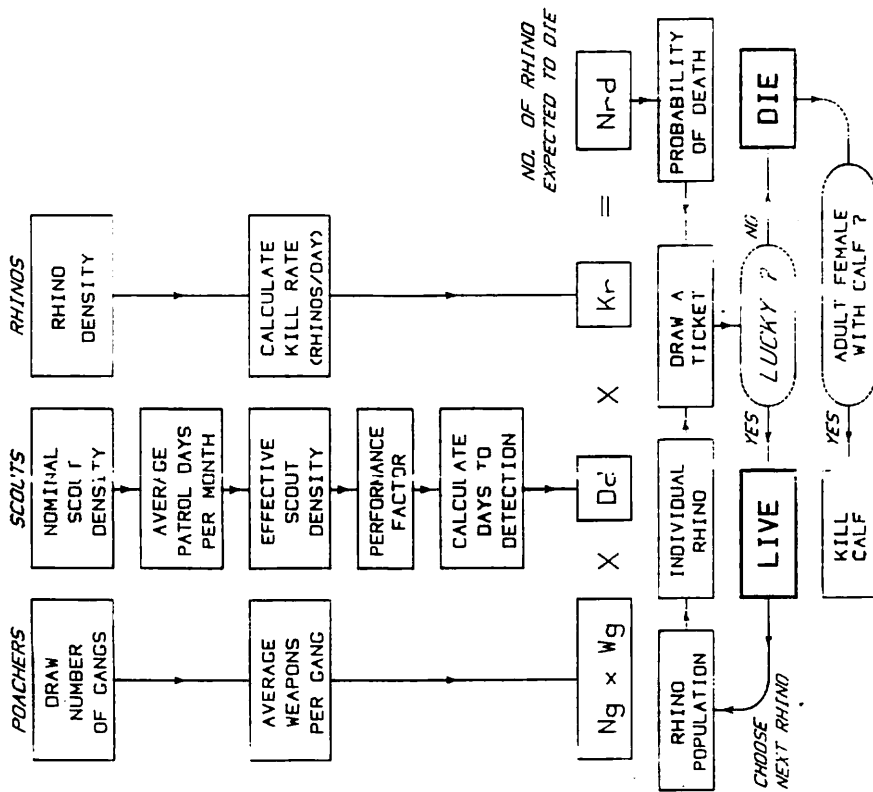 POACHERS
DRAW
NUMBER
OF GANGS
AVERAGE
WEAPONS
PER GANG
Ng × Wg
X
SCOUTS
NOMINAL
SCOUT
DENSITY
AVERAGE
PATROL DAYS
PER MONTH
EFFECTIVE
SCOUT
DENSITY
PERFORMANCE
FACTOR
CALCULATE
DAYS TO
DETECTION
Dd
X
RHINOS
RHINO
DENSITY
CALCULATE
KILL RATE
(RHINOS/DAY)
Kr
=
NO. OF RHINO
EXPECTED TO DIE
Nrd
RHINO
POPULATION
INDIVIDUAL
RHINO
DRAW A
TICKET
PROBABILITY
OF DEATH
CHOOSE
NEXT RHINO
LIVE
YES
LUCKY ?
NO
DIE
KILL
CALF
YES
ADULT FEMALE
WITH CALF ?